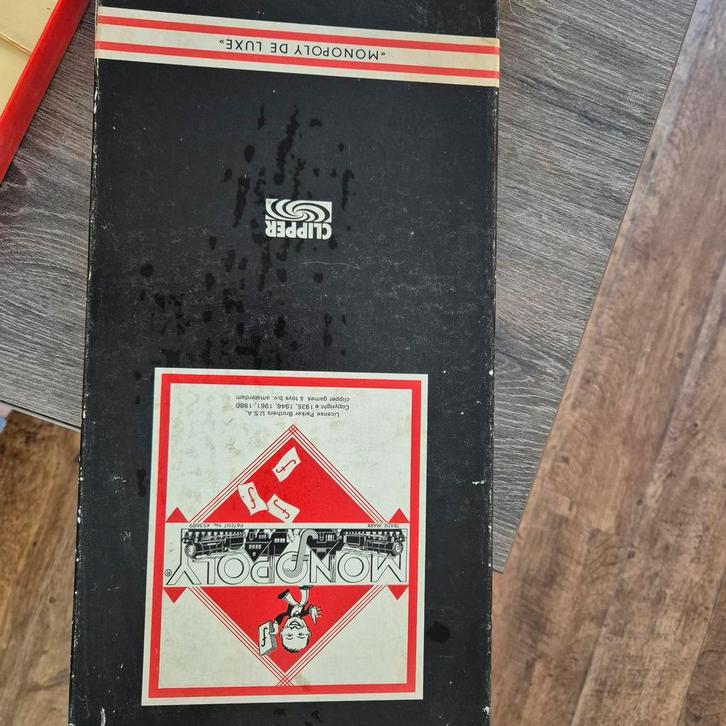 MONOPOLY®
TRADE MARK
PATENT No. 453689
f
f
f
f
License Parker Brothers U.S.A.
Copyright © 1935, 1946, 1961, 1980
clipper games & toys b.v. amsterdam
CLIPPER
«MONOPOLY DE LUXE»